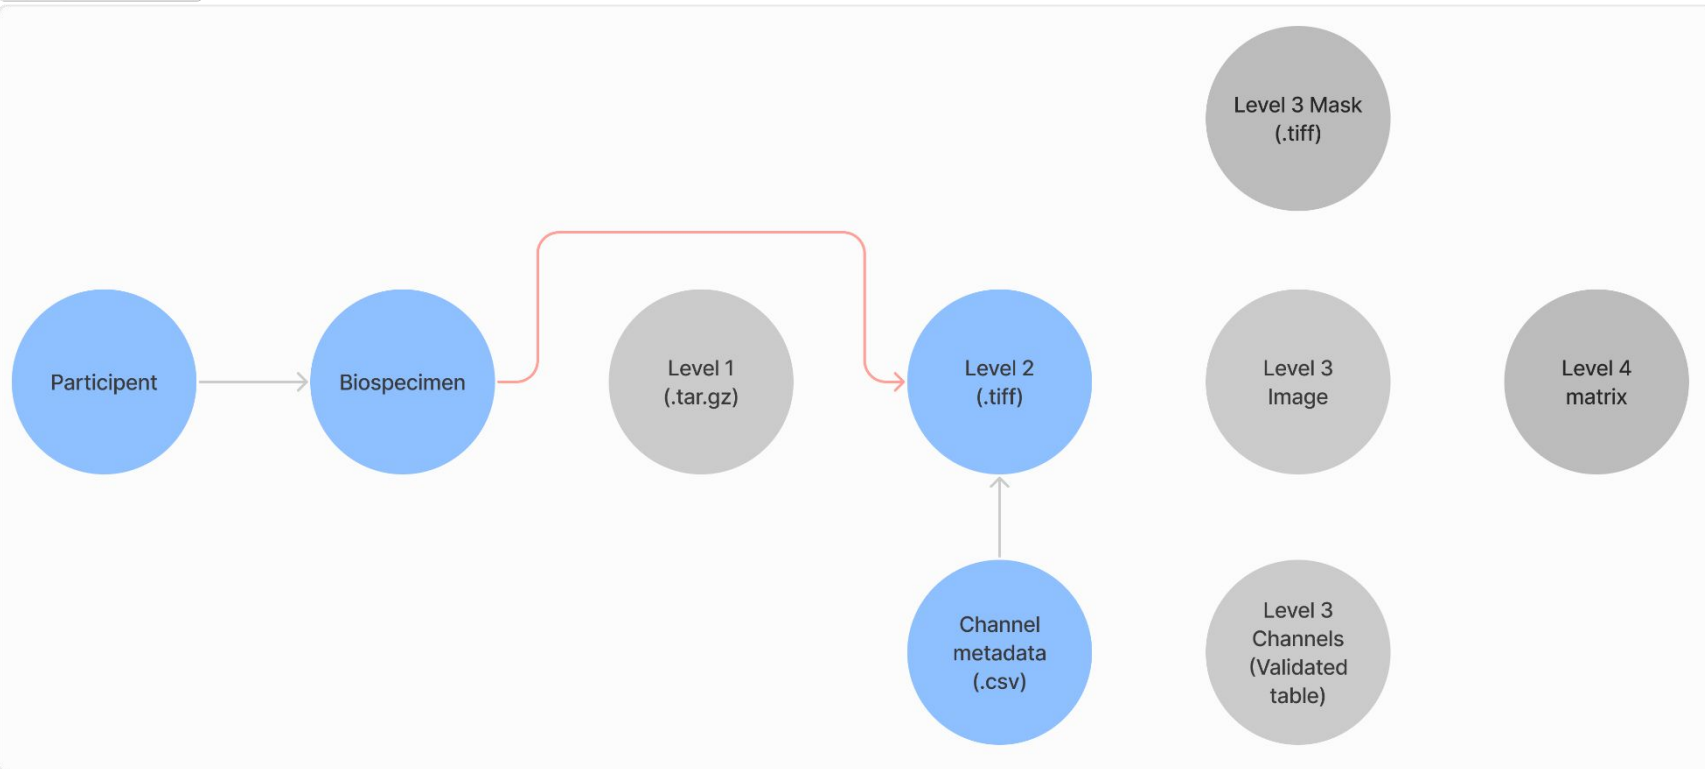 Level 3 Mask
(.tiff)
Participent
Biospecimen
Level 1
(.tar.gz)
Level 2
(.tiff)
Level 3
Image
Level 4
matrix
Channel
metadata
(.csv)
Level 3
Channels
(Validated
table)